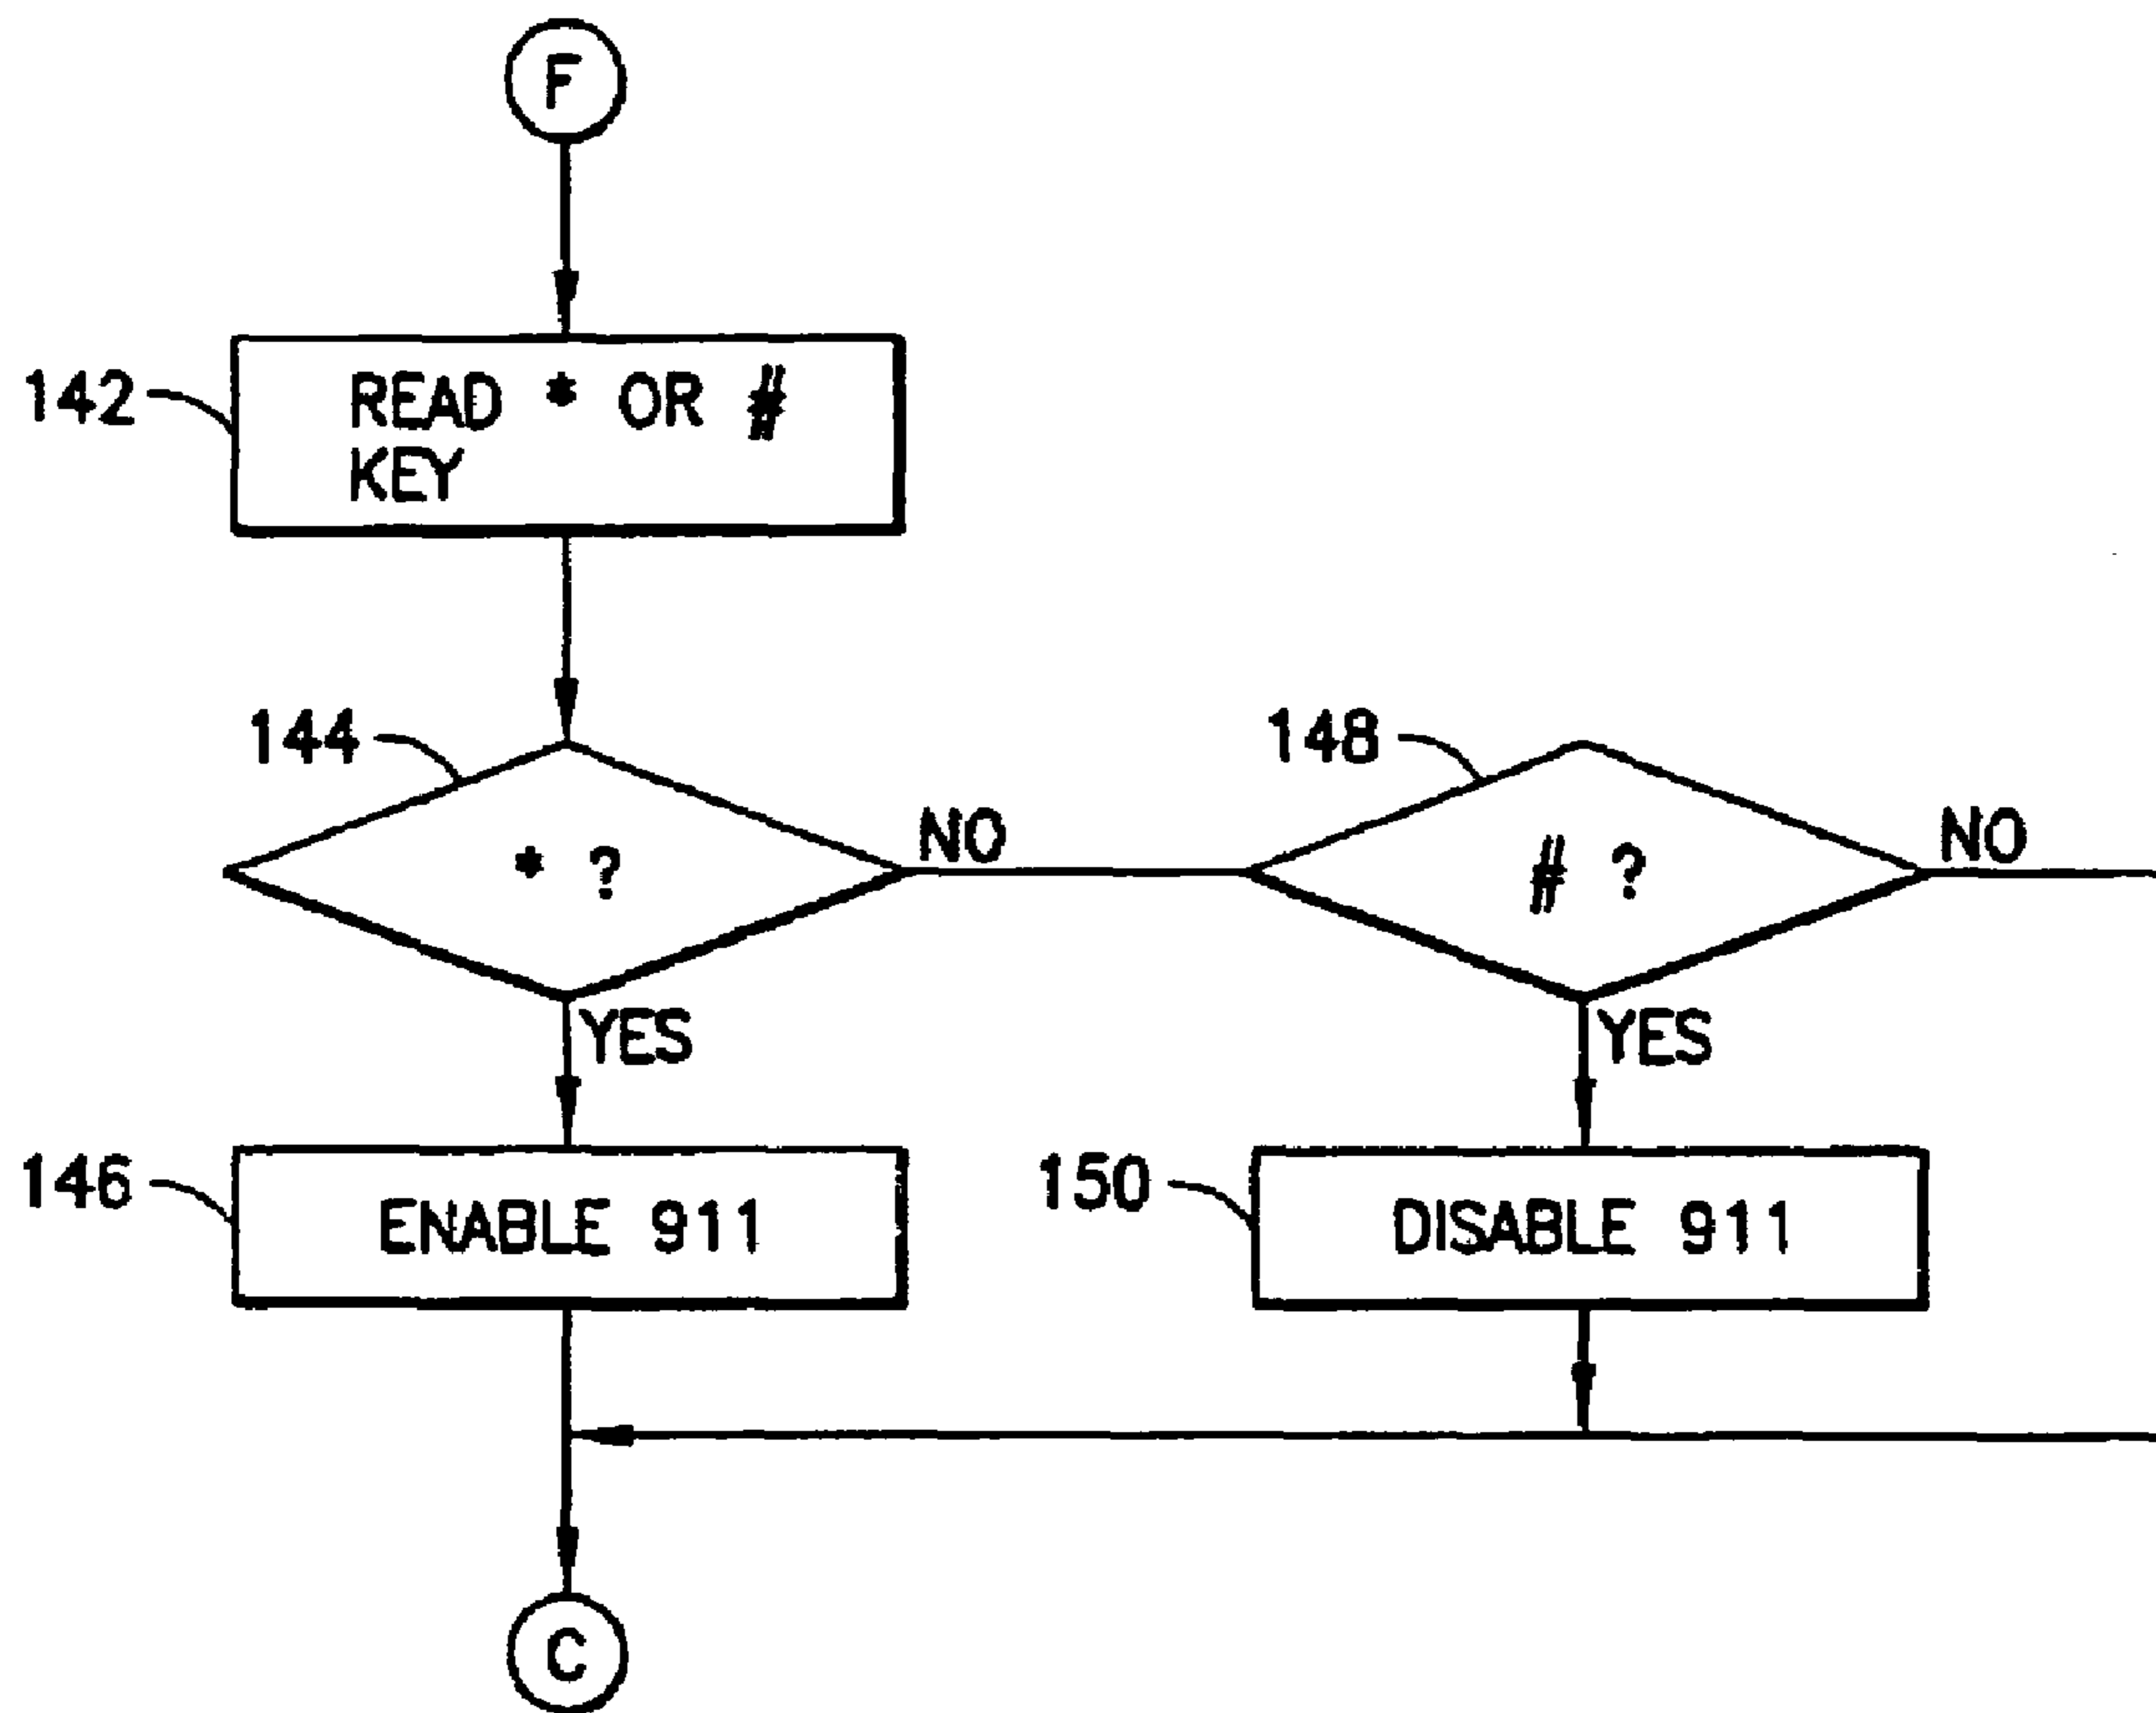 F
142
READ * OR #
KEY
144
* ?
NO
148
# ?
NO
YES
YES
146
ENABLE 911
150
DISABLE 911
C